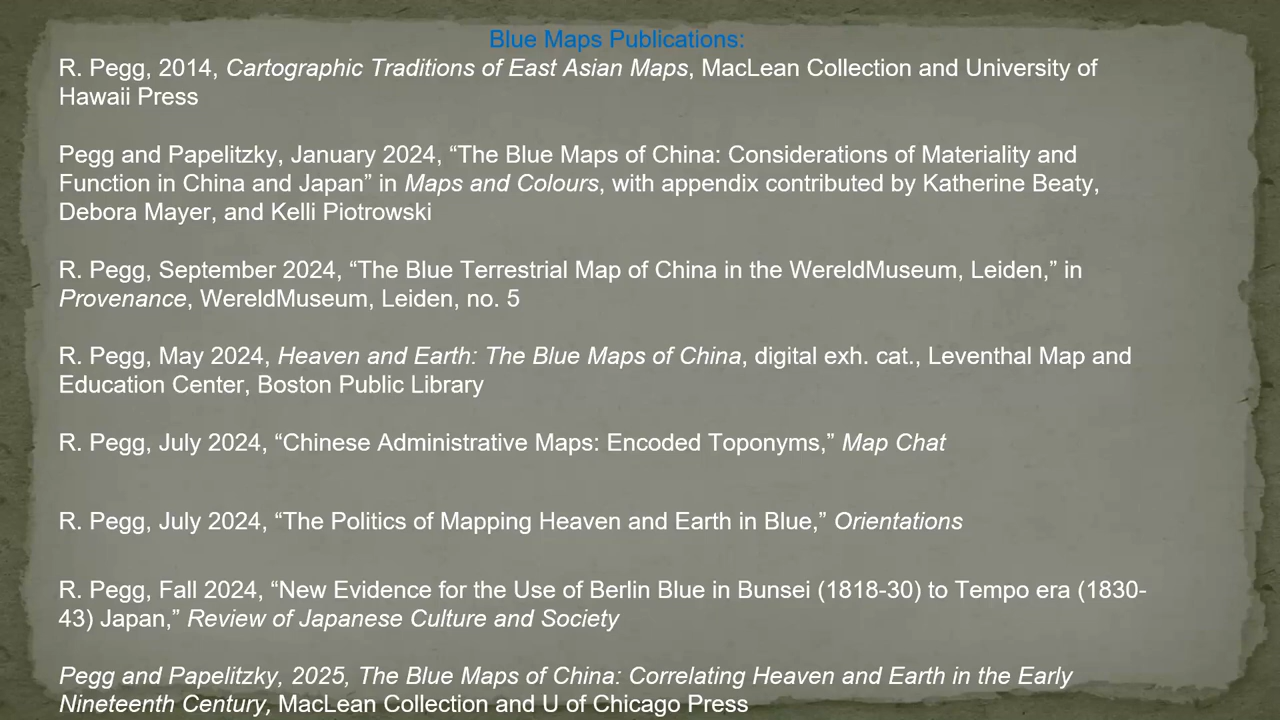 Blue Maps Publications:
R. Pegg, 2014, Cartographic Traditions of East Asian Maps, MacLean Collection and University of
Hawaii Press
Pegg and Papelitzky, January 2024, “The Blue Maps of China: Considerations of Materiality and
Function in China and Japan” in Maps and Colours, with appendix contributed by Katherine Beaty,
Debora Mayer, and Kelli Piotrowski
R. Pegg, September 2024, “The Blue Terrestrial Map of China in the WereldMuseum, Leiden,” in
Provenance, WereldMuseum, Leiden, no. 5
R. Pegg, May 2024, Heaven and Earth: The Blue Maps of China, digital exh. cat., Leventhal Map and
Education Center, Boston Public Library
R. Pegg, July 2024, “Chinese Administrative Maps: Encoded Toponyms,” Map Chat
R. Pegg, July 2024, “The Politics of Mapping Heaven and Earth in Blue,” Orientations
R. Pegg, Fall 2024, “New Evidence for the Use of Berlin Blue in Bunsei (1818-30) to Tempo era (1830-
43) Japan,” Review of Japanese Culture and Society
Pegg and Papelitzky, 2025, The Blue Maps of China: Correlating Heaven and Earth in the Early
Nineteenth Century, MacLean Collection and U of Chicago Press